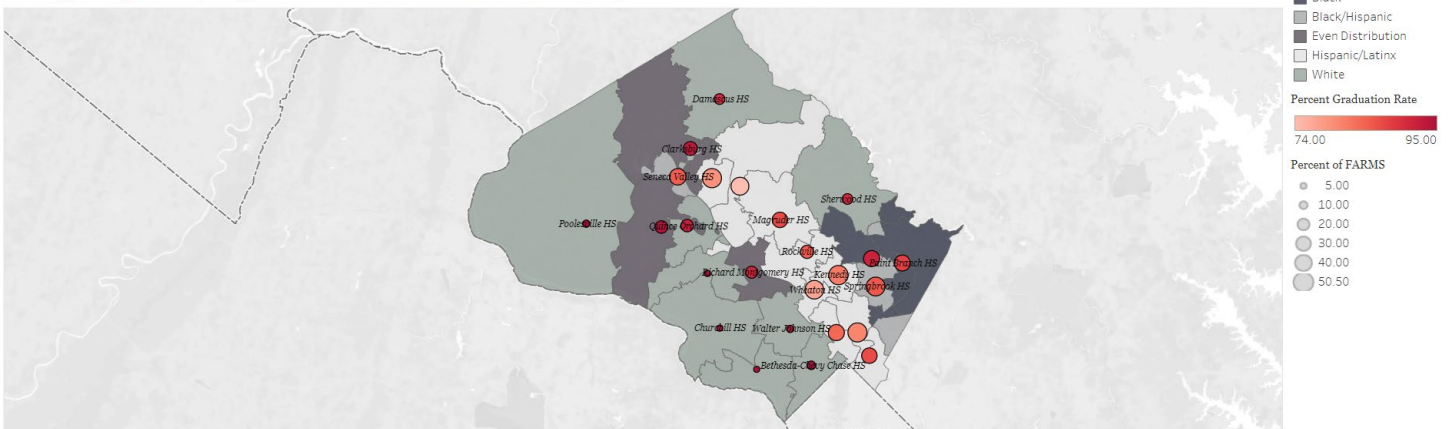 Black/Hispanic
Even Distribution
Hispanic/Latinx
White
Percent Graduation Rate
74.00 95.00
Percent of FARMS
5.00
10.00
20.00
30.00
40.00
50.50
Damascus HS
Clarksburg HS
Seneca Valley HS
Sherwood HS
Poolesville HS
Quince Orchard HS
Magruder HS
Rockville HS
Paint Branch HS
Richard Montgomery HS
Kennedy HS
Wheaton HS
Springbrook HS
Churchill HS
Walter Johnson HS
Bethesda-Chevy Chase HS